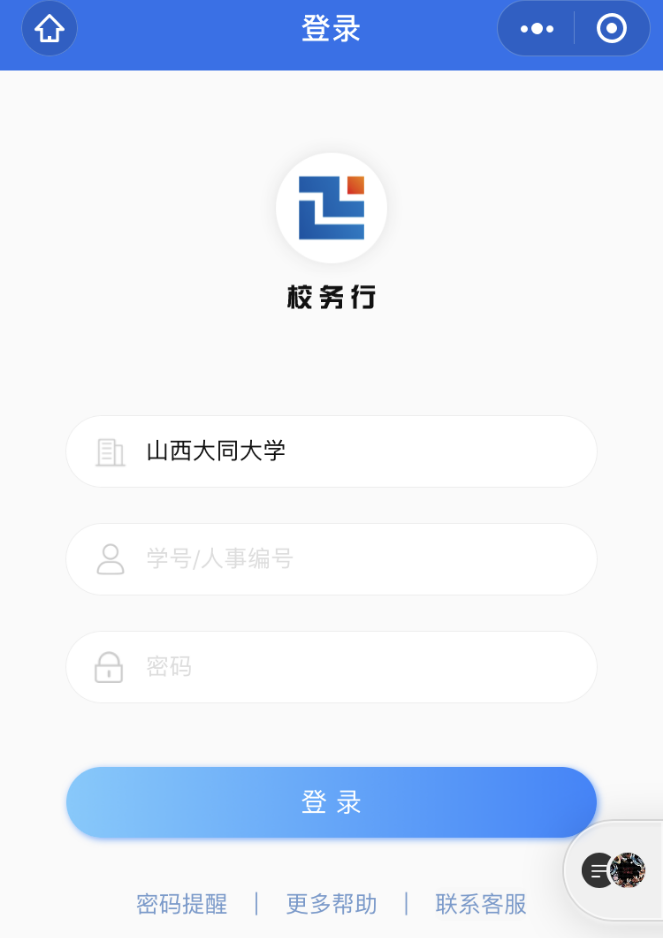 登录
校务行
山西大同大学
学号/人事编号
密码
登 录
密码提醒 | 更多帮助 | 联系客服